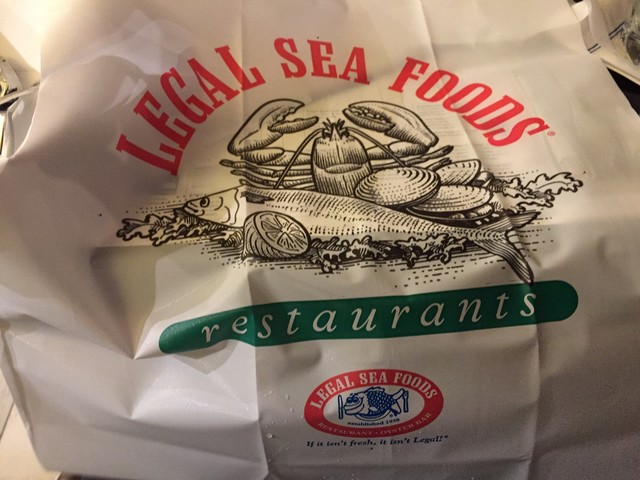 LEGAL SEA FOODS®
restaurants
LEGAL SEA FOODS
established 1950
RESTAURANT • OYSTER BAR
If it isn't fresh, it isn't Legal!®